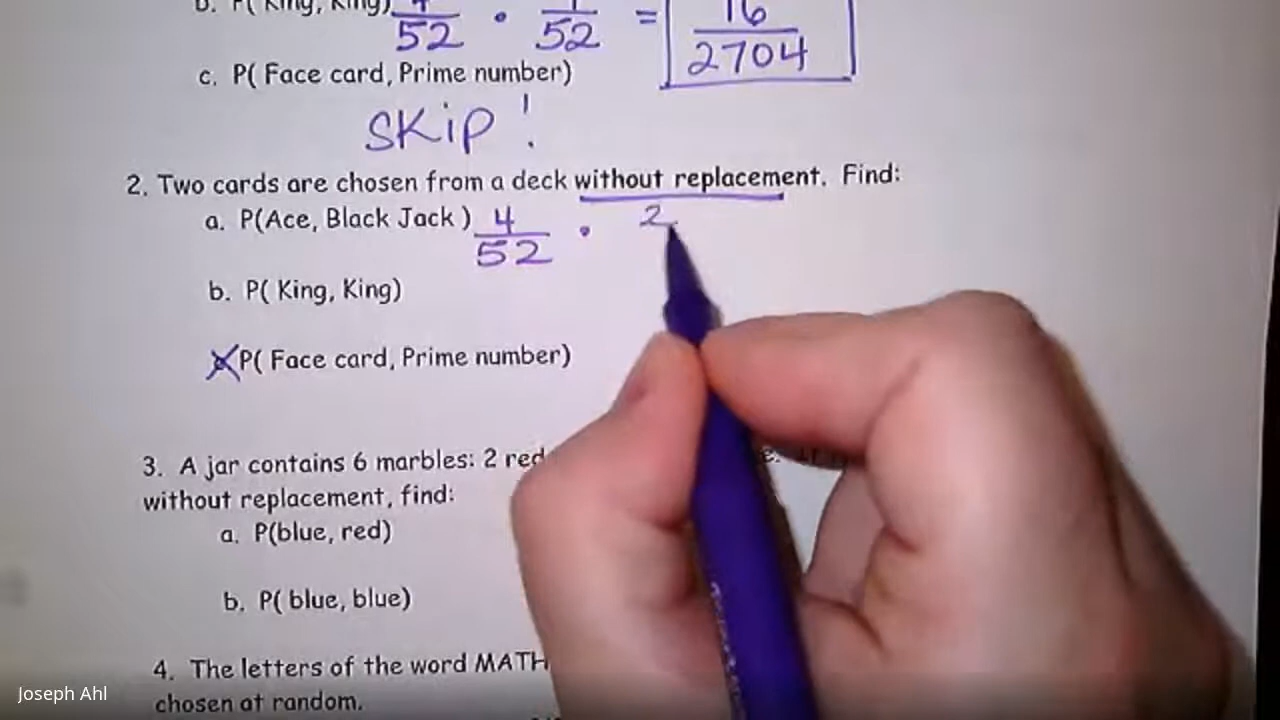 b. P( King, King) 4/52 · /52 = 16/2704
c. P( Face card, Prime number)
SKiP!
2. Two cards are chosen from a deck without replacement. Find:
a. P(Ace, Black Jack ) 4/52 · 2
b. P( King, King)
P( Face card, Prime number)
3. A jar contains 6 marbles: 2 red
without replacement, find:
a. P(blue, red)
b. P( blue, blue)
4. The letters of the word MATH
chosen at random.
Joseph Ahl